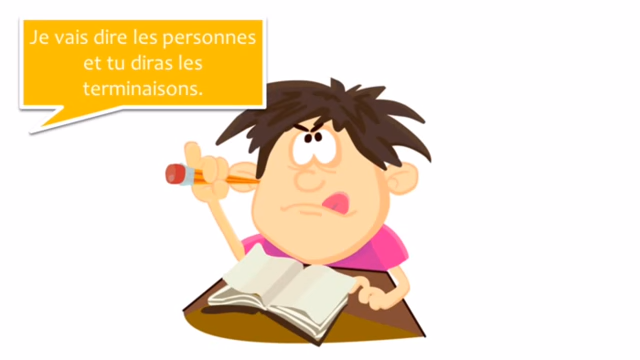 Je vais dire les personnes
et tu diras les
terminaisons.